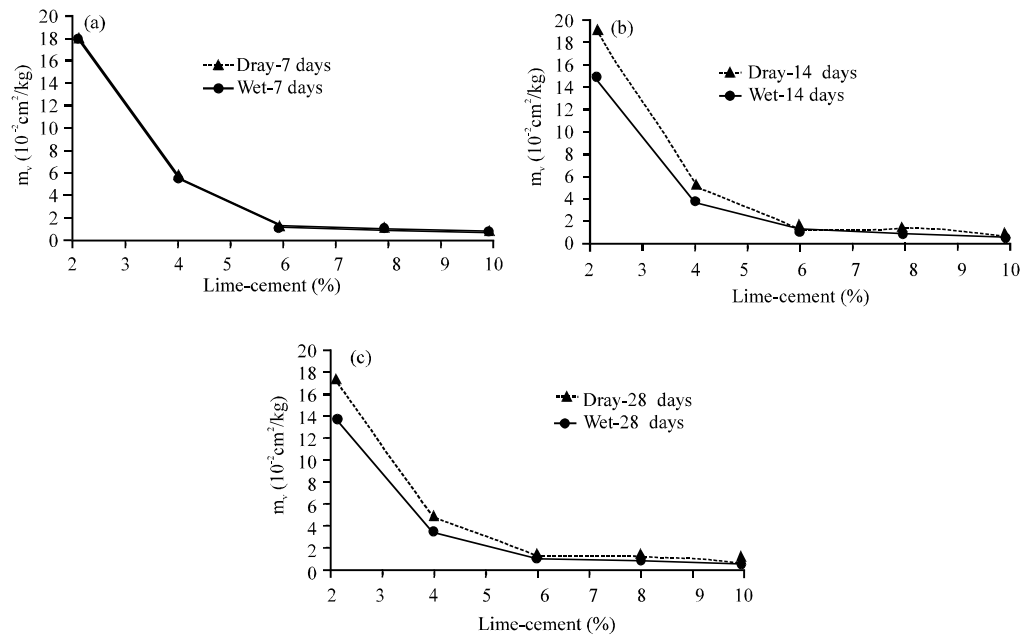 (a)
Dray-7 days
Wet-7 days
20
18
16
14
12
10
8
6
4
2
0
mᵥ (10⁻²cm²/kg)
2 3 4 5 6 7 8 9 10
Lime-cement (%)
(b)
Dray-14 days
Wet-14 days
20
18
16
14
12
10
8
6
4
2
0
mᵥ (10⁻²cm²/kg)
2 3 4 5 6 7 8 9 10
Lime-cement (%)
(c)
Dray-28 days
Wet-28 days
20
18
16
14
12
10
8
6
4
2
0
mᵥ (10⁻²cm²/kg)
2 3 4 5 6 7 8 9 10
Lime-cement (%)